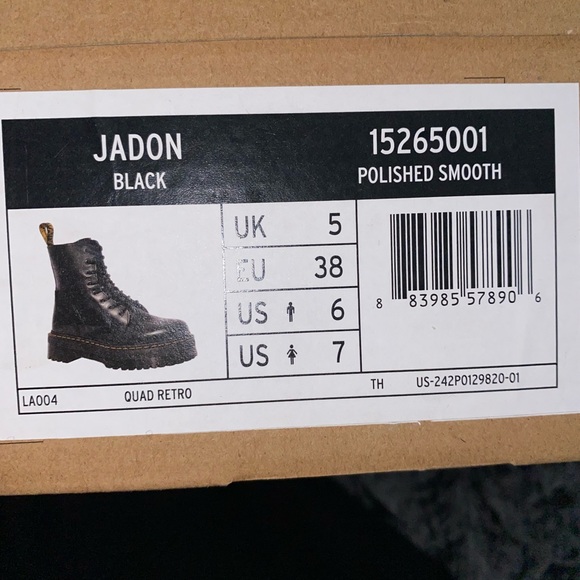 JADON
BLACK
15265001
POLISHED SMOOTH
UK 5
EU 38
US 6
US 7
8 83985 57890 6
LA004 QUAD RETRO TH US-242P0129820-01